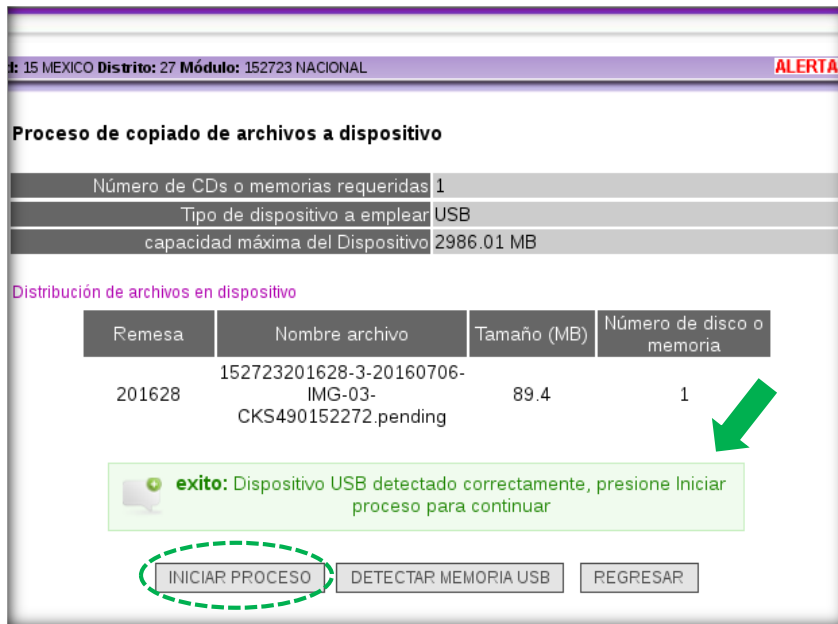 d: 15 MEXICO Distrito: 27 Módulo: 152723 NACIONAL ALERTA
Proceso de copiado de archivos a dispositivo
Número de CDs o memorias requeridas 1
Tipo de dispositivo a emplear USB
capacidad máxima del Dispositivo 2986.01 MB
Distribución de archivos en dispositivo
Remesa Nombre archivo Tamaño (MB) Número de disco o memoria
201628 152723201628-3-20160706-
IMG-03-
CKS490152272.pending 89.4 1
exito: Dispositivo USB detectado correctamente, presione Iniciar
proceso para continuar
INICIAR PROCESO DETECTAR MEMORIA USB REGRESAR